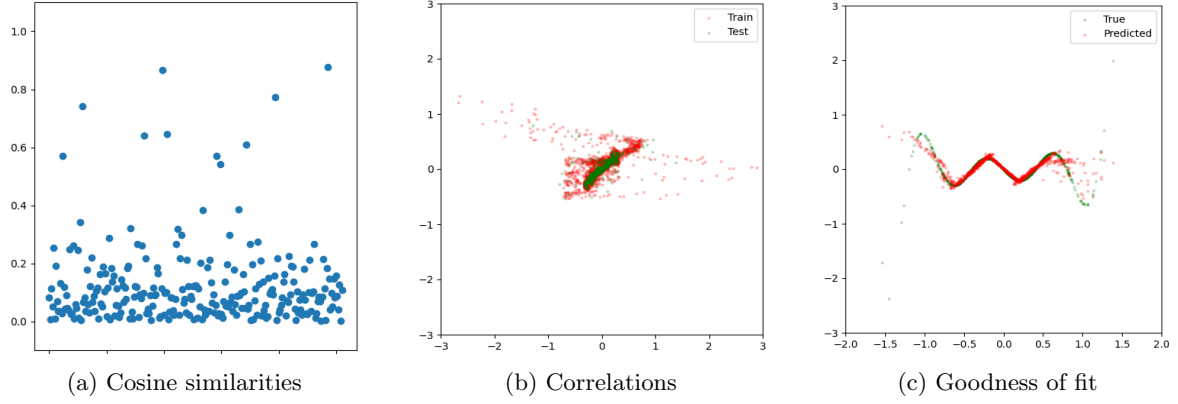 1.0
0.8
0.6
0.4
0.2
0.0
(a) Cosine similarities
3
2
1
0
−1
−2
−3
−3 −2 −1 0 1 2 3
Train
Test
(b) Correlations
3
2
1
0
−1
−2
−3
−2.0 −1.5 −1.0 −0.5 0.0 0.5 1.0 1.5 2.0
True
Predicted
(c) Goodness of fit